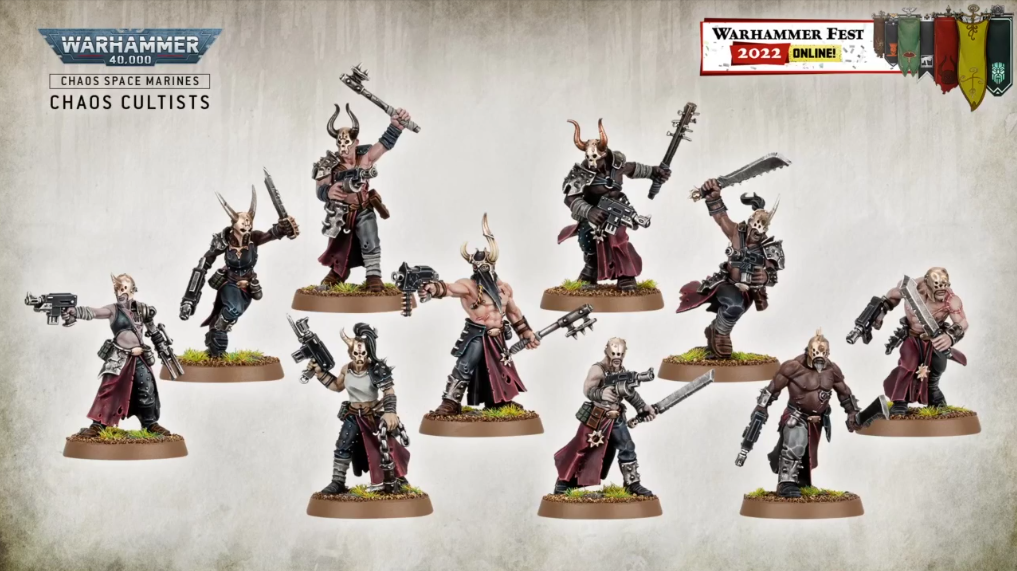 WARHAMMER
40.000
CHAOS SPACE MARINES
CHAOS CULTISTS
WARHAMMER FEST
2022 ONLINE!